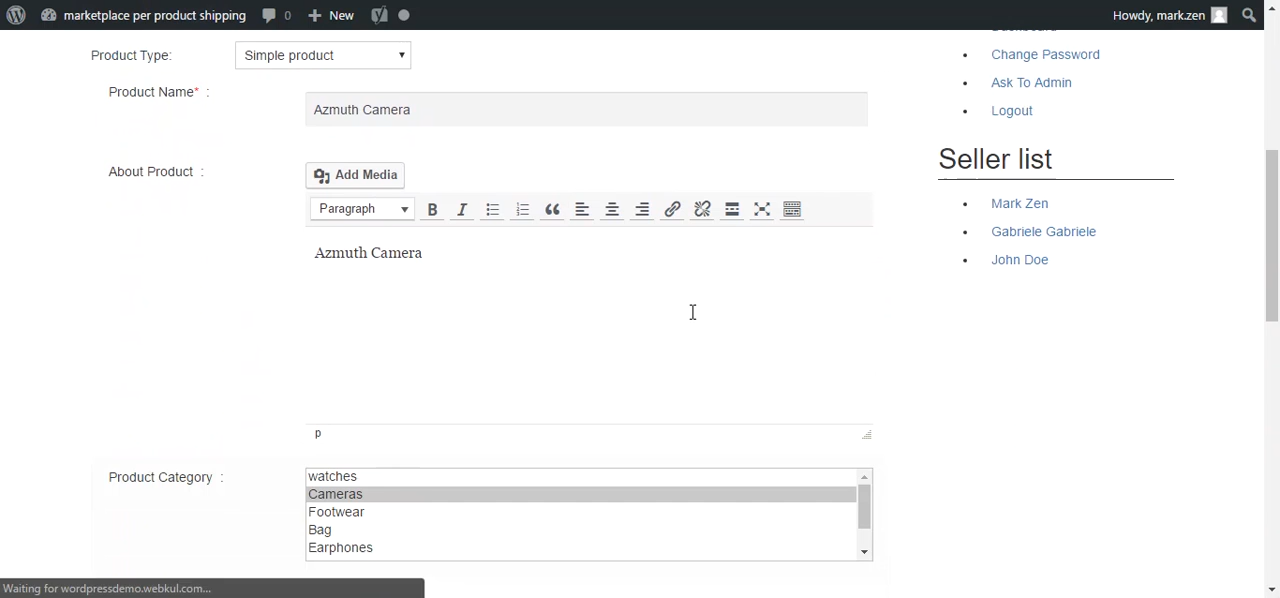 marketplace per product shipping 0 New Howdy, mark.zen
Product Type: Simple product
Product Name* :
Azmuth Camera
About Product :
Add Media
Paragraph
Azmuth Camera
p
Product Category :
watches
Cameras
Footwear
Bag
Earphones
Change Password
Ask To Admin
Logout
Seller list
Mark Zen
Gabriele Gabriele
John Doe
Waiting for wordpressdemo.webkul.com...